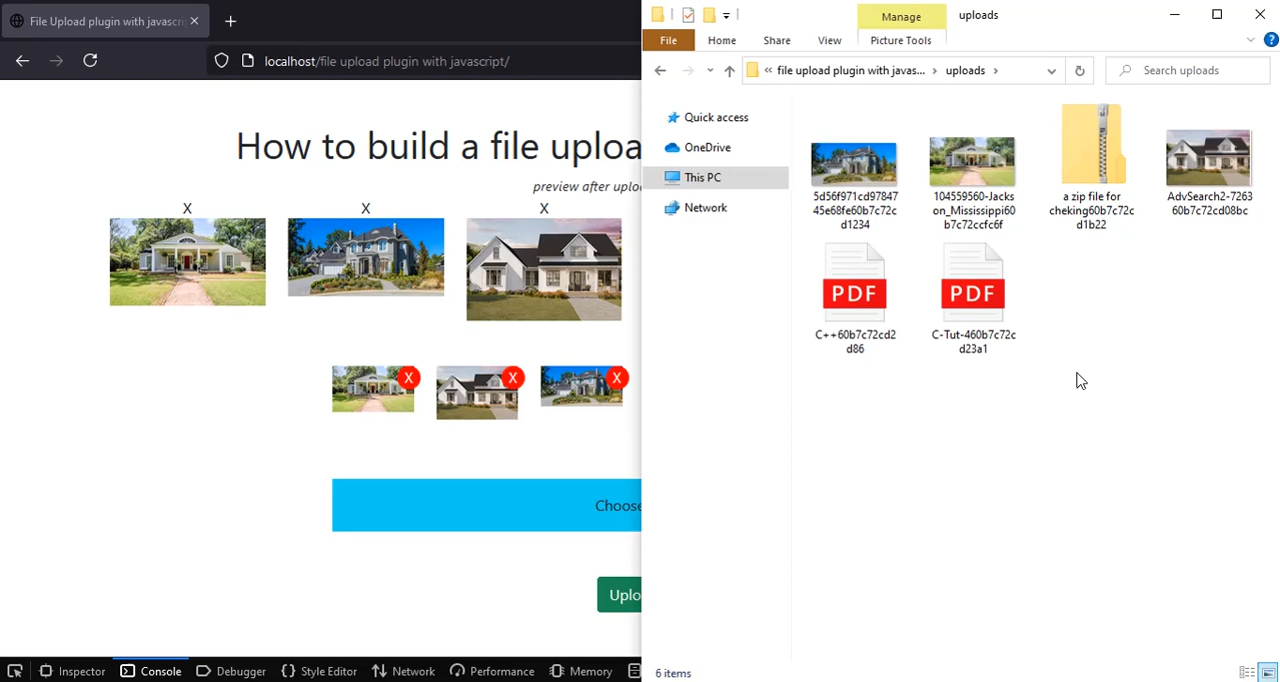 File Upload plugin with javascri
localhost/file upload plugin with javascript/
How to build a file uploa
preview after uplo
X X X
X X X
Choose
Uplo
Inspector Console Debugger Style Editor Network Performance Memory
Manage uploads
File Home Share View Picture Tools
« file upload plugin with javas... › uploads ›
Search uploads
Quick access
OneDrive
This PC
Network
5d56f971cd97847
45e68fe60b7c72c
d1234
104559560-Jacks
on_Mississippi60
b7c72ccfc6f
a zip file for
cheking60b7c72c
d1b22
AdvSearch2-7263
60b7c72cd08bc
PDF
C++60b7c72cd2
d86
PDF
C-Tut-460b7c72c
d23a1
6 items